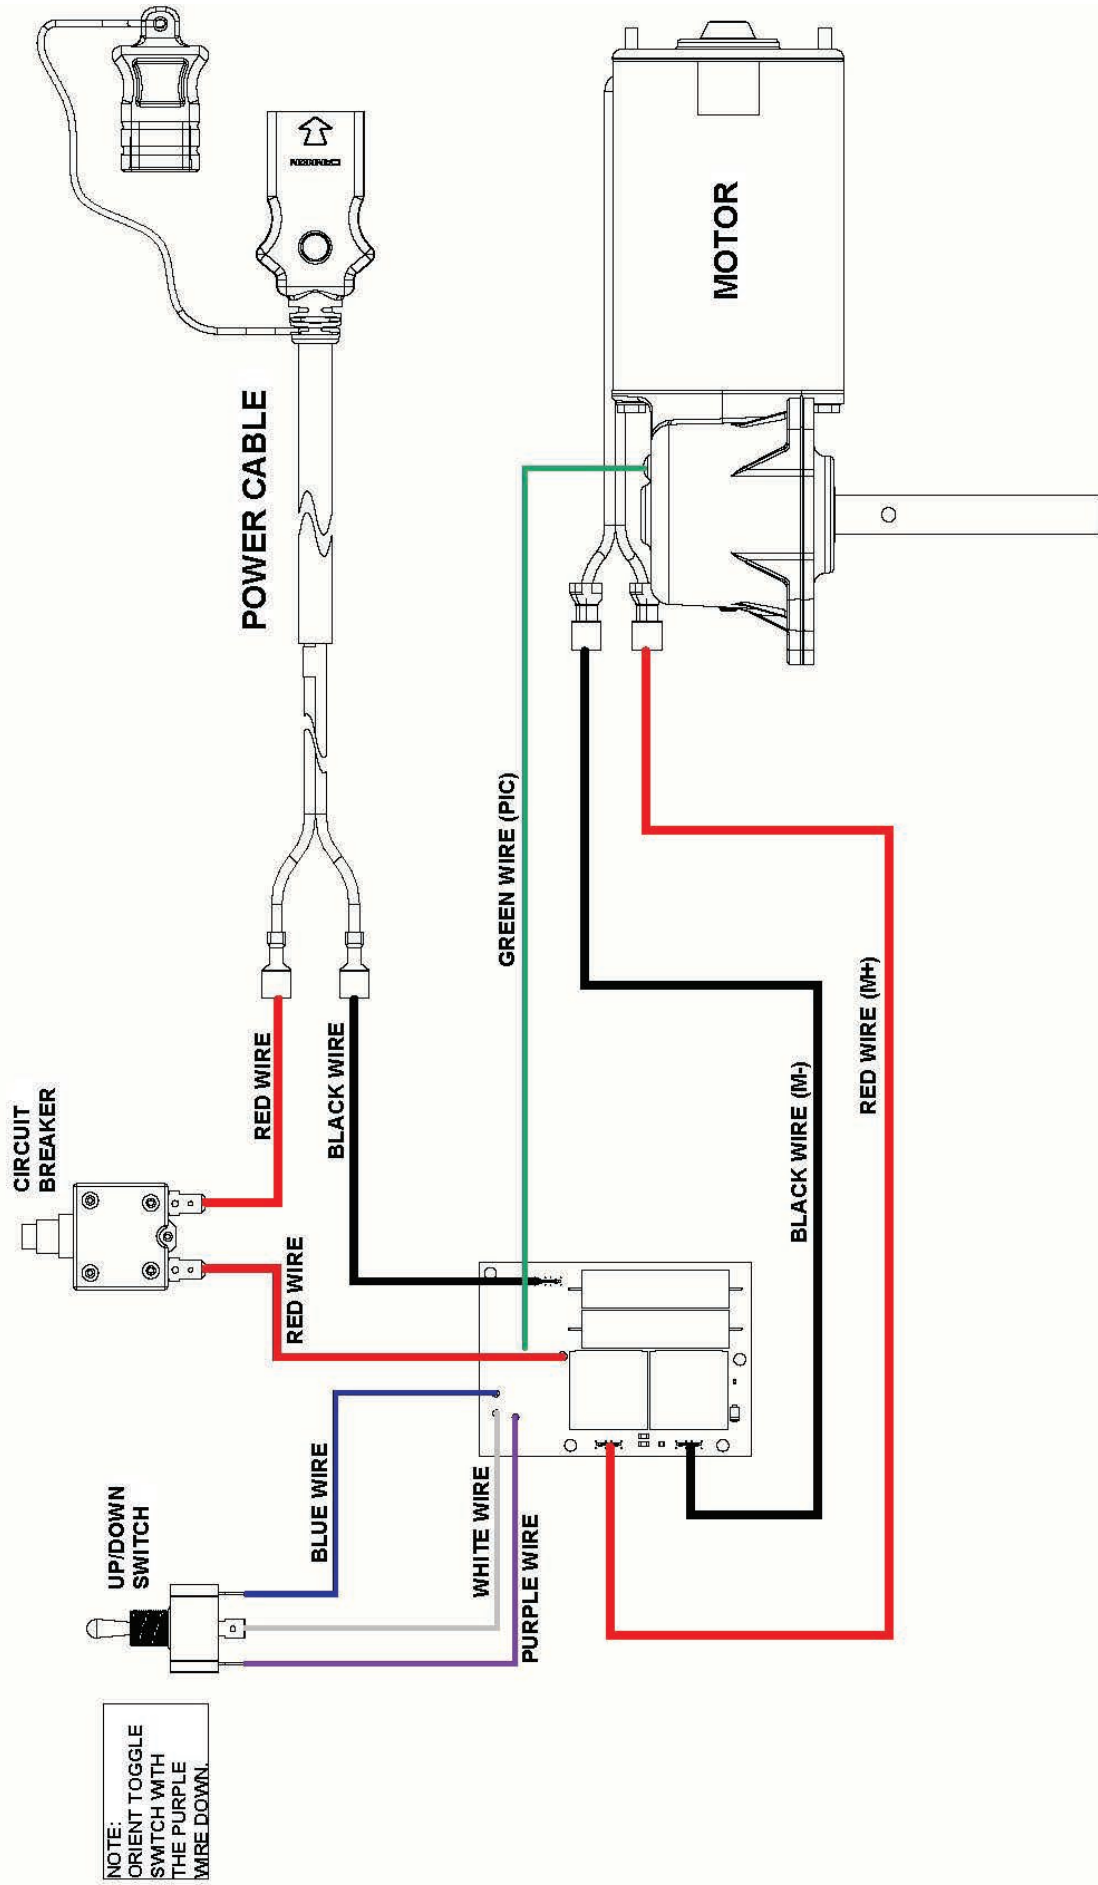 CIRCUIT
BREAKER
UP/DOWN
SWITCH
NOTE:
ORIENT TOGGLE
SWITCH WITH
THE PURPLE
WIRE DOWN.
POWER CABLE
CANNON
RED WIRE
BLACK WIRE
RED WIRE
BLUE WIRE
WHITE WIRE
PURPLE WIRE
GREEN WIRE (PIC)
BLACK WIRE (M-)
RED WIRE (M+)
MOTOR